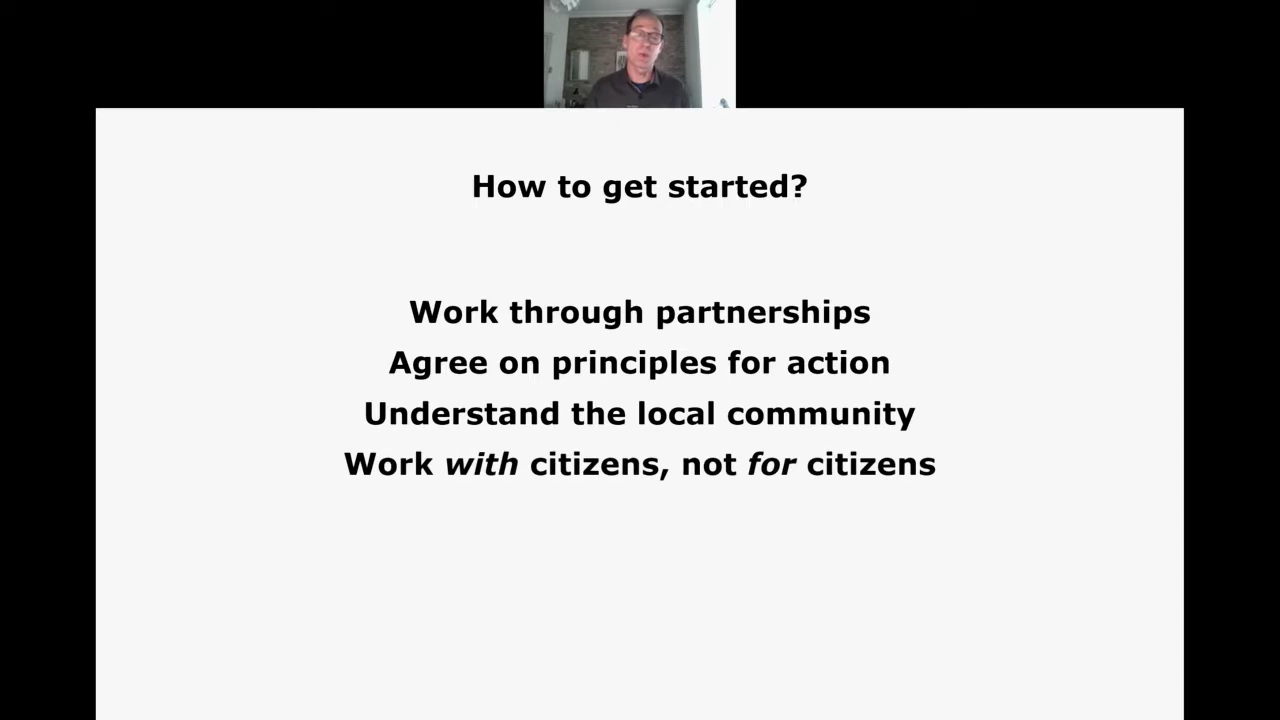 How to get started?
Work through partnerships
Agree on principles for action
Understand the local community
Work with citizens, not for citizens